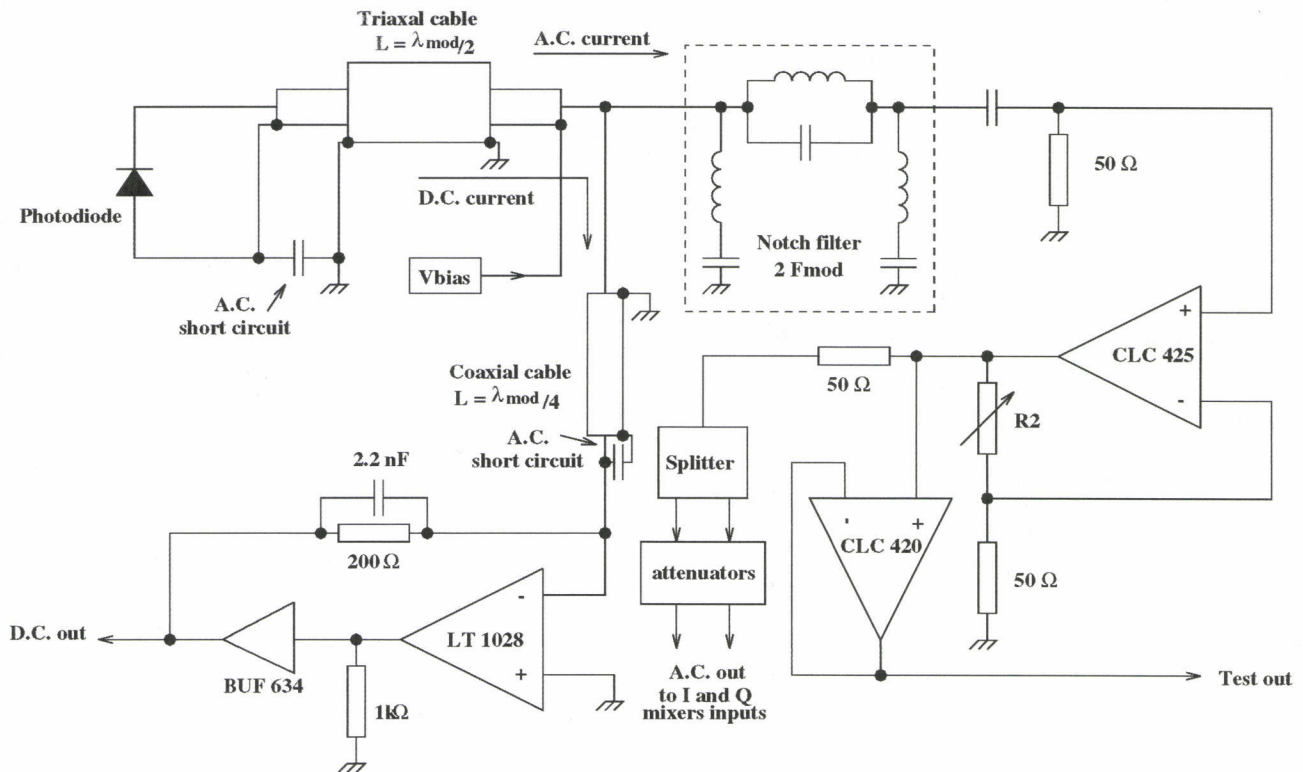 Triaxal cable
L = λmod/2
A.C. current
50 Ω
Photodiode
D.C. current
Notch filter
2 Fmod
Vbias
A.C.
short circuit
+
CLC 425
-
Coaxial cable
L = λmod/4
50 Ω
R2
A.C.
short circuit
2.2 nF
Splitter
200 Ω
- +
CLC 420
attenuators
50 Ω
-
LT 1028
+
D.C. out
BUF 634
1kΩ
A.C. out
to I and Q
mixers inputs
Test out